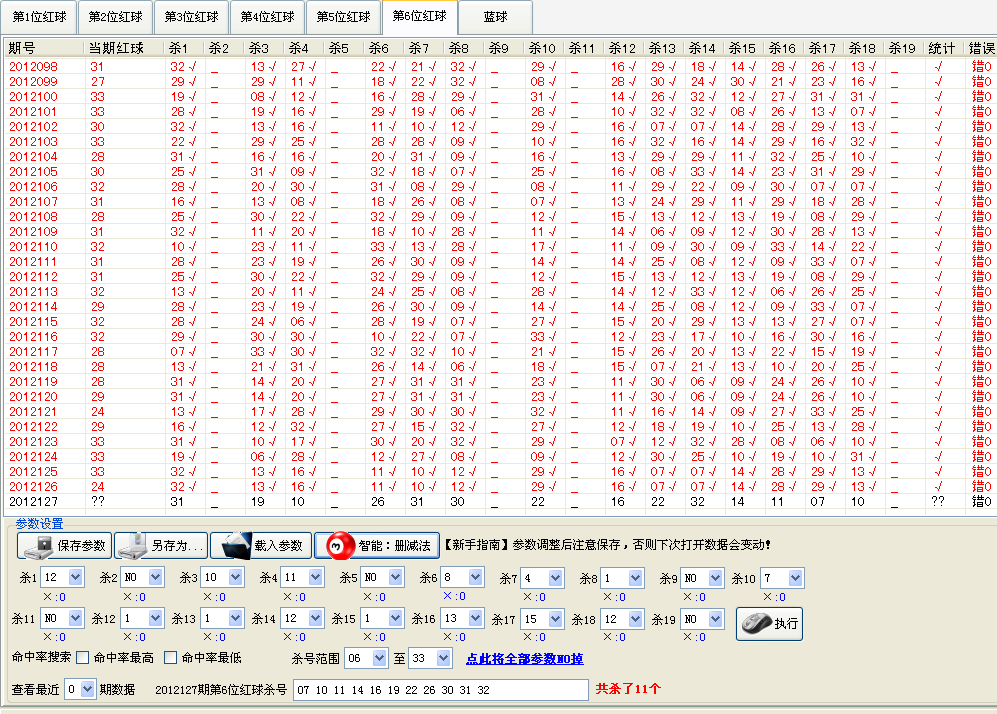 第1位红球 第2位红球 第3位红球 第4位红球 第5位红球 第6位红球 蓝球
期号 当期红球 杀1 杀2 杀3 杀4 杀5 杀6 杀7 杀8 杀9 杀10 杀11 杀12 杀13 杀14 杀15 杀16 杀17 杀18 杀19 统计 错误
2012098 31 32 √ _ 13 √ 27 √ _ 22 √ 21 √ 32 √ _ 29 √ _ 16 √ 29 √ 18 √ 14 √ 28 √ 26 √ 13 √ _ √ 错0
2012099 27 29 √ _ 29 √ 11 √ _ 18 √ 22 √ 32 √ _ 08 √ _ 28 √ 30 √ 24 √ 30 √ 21 √ 23 √ 16 √ _ √ 错0
2012100 33 19 √ _ 08 √ 12 √ _ 16 √ 28 √ 29 √ _ 31 √ _ 14 √ 26 √ 32 √ 12 √ 27 √ 31 √ 31 √ _ √ 错0
2012101 33 28 √ _ 19 √ 16 √ _ 29 √ 19 √ 06 √ _ 28 √ _ 10 √ 32 √ 32 √ 08 √ 26 √ 13 √ 07 √ _ √ 错0
2012102 30 32 √ _ 13 √ 16 √ _ 11 √ 10 √ 12 √ _ 29 √ _ 16 √ 07 √ 07 √ 14 √ 28 √ 29 √ 13 √ _ √ 错0
2012103 33 22 √ _ 29 √ 25 √ _ 28 √ 28 √ 09 √ _ 10 √ _ 16 √ 32 √ 16 √ 14 √ 29 √ 16 √ 32 √ _ √ 错0
2012104 28 31 √ _ 16 √ 16 √ _ 20 √ 31 √ 09 √ _ 16 √ _ 13 √ 29 √ 29 √ 11 √ 32 √ 25 √ 10 √ _ √ 错0
2012105 30 25 √ _ 31 √ 09 √ _ 32 √ 18 √ 07 √ _ 25 √ _ 16 √ 08 √ 33 √ 14 √ 23 √ 31 √ 29 √ _ √ 错0
2012106 32 28 √ _ 20 √ 30 √ _ 31 √ 08 √ 29 √ _ 08 √ _ 11 √ 29 √ 22 √ 09 √ 30 √ 07 √ 07 √ _ √ 错0
2012107 31 16 √ _ 13 √ 08 √ _ 18 √ 26 √ 08 √ _ 07 √ _ 13 √ 24 √ 29 √ 11 √ 29 √ 18 √ 28 √ _ √ 错0
2012108 28 25 √ _ 30 √ 22 √ _ 32 √ 29 √ 09 √ _ 12 √ _ 15 √ 13 √ 12 √ 13 √ 19 √ 08 √ 29 √ _ √ 错0
2012109 31 32 √ _ 11 √ 20 √ _ 18 √ 10 √ 28 √ _ 11 √ _ 14 √ 06 √ 09 √ 12 √ 30 √ 28 √ 13 √ _ √ 错0
2012110 32 10 √ _ 23 √ 11 √ _ 33 √ 13 √ 28 √ _ 17 √ _ 11 √ 09 √ 30 √ 09 √ 33 √ 14 √ 22 √ _ √ 错0
2012111 31 28 √ _ 23 √ 19 √ _ 26 √ 30 √ 09 √ _ 14 √ _ 14 √ 25 √ 08 √ 12 √ 09 √ 33 √ 07 √ _ √ 错0
2012112 31 25 √ _ 30 √ 22 √ _ 32 √ 29 √ 09 √ _ 12 √ _ 15 √ 13 √ 12 √ 13 √ 19 √ 08 √ 29 √ _ √ 错0
2012113 32 13 √ _ 20 √ 11 √ _ 24 √ 25 √ 08 √ _ 28 √ _ 14 √ 12 √ 33 √ 12 √ 06 √ 26 √ 25 √ _ √ 错0
2012114 29 28 √ _ 23 √ 19 √ _ 26 √ 30 √ 09 √ _ 14 √ _ 14 √ 25 √ 08 √ 12 √ 09 √ 33 √ 07 √ _ √ 错0
2012115 32 28 √ _ 24 √ 06 √ _ 28 √ 19 √ 07 √ _ 27 √ _ 15 √ 20 √ 29 √ 13 √ 13 √ 27 √ 07 √ _ √ 错0
2012116 32 29 √ _ 30 √ 30 √ _ 10 √ 22 √ 07 √ _ 33 √ _ 12 √ 23 √ 17 √ 10 √ 16 √ 30 √ 16 √ _ √ 错0
2012117 28 07 √ _ 33 √ 30 √ _ 32 √ 32 √ 10 √ _ 21 √ _ 15 √ 26 √ 20 √ 13 √ 22 √ 15 √ 19 √ _ √ 错0
2012118 28 13 √ _ 21 √ 31 √ _ 26 √ 14 √ 06 √ _ 18 √ _ 15 √ 07 √ 21 √ 13 √ 10 √ 20 √ 25 √ _ √ 错0
2012119 28 31 √ _ 14 √ 20 √ _ 27 √ 31 √ 31 √ _ 23 √ _ 11 √ 30 √ 06 √ 09 √ 24 √ 26 √ 10 √ _ √ 错0
2012120 29 31 √ _ 14 √ 20 √ _ 27 √ 31 √ 31 √ _ 23 √ _ 11 √ 30 √ 06 √ 09 √ 24 √ 26 √ 10 √ _ √ 错0
2012121 24 13 √ _ 17 √ 28 √ _ 29 √ 30 √ 30 √ _ 32 √ _ 11 √ 16 √ 14 √ 09 √ 27 √ 33 √ 25 √ _ √ 错0
2012122 29 16 √ _ 12 √ 32 √ _ 27 √ 15 √ 32 √ _ 27 √ _ 12 √ 18 √ 19 √ 10 √ 25 √ 13 √ 28 √ _ √ 错0
2012123 33 31 √ _ 10 √ 17 √ _ 30 √ 20 √ 32 √ _ 29 √ _ 07 √ 12 √ 32 √ 28 √ 08 √ 06 √ 10 √ _ √ 错0
2012124 33 19 √ _ 06 √ 28 √ _ 12 √ 27 √ 08 √ _ 09 √ _ 12 √ 30 √ 25 √ 10 √ 19 √ 10 √ 31 √ _ √ 错0
2012125 33 32 √ _ 13 √ 16 √ _ 11 √ 10 √ 12 √ _ 29 √ _ 16 √ 07 √ 07 √ 14 √ 28 √ 29 √ 13 √ _ √ 错0
2012126 24 32 √ _ 13 √ 16 √ _ 11 √ 10 √ 12 √ _ 29 √ _ 16 √ 07 √ 07 √ 14 √ 28 √ 29 √ 13 √ _ √ 错0
2012127 ?? 31 _ 19 10 _ 26 31 30 _ 22 _ 16 22 32 14 11 07 10 _ ?? 错0
参数设置
保存参数 另存为... 载入参数 智能：删减法 【新手指南】参数调整后注意保存，否则下次打开数据会变动!
杀1 12 杀2 NO 杀3 10 杀4 11 杀5 NO 杀6 8 杀7 4 杀8 1 杀9 NO 杀10 7
×:0 ×:0 ×:0 ×:0 ×:0 ×:0 ×:0 ×:0 ×:0 ×:0
杀11 NO 杀12 1 杀13 1 杀14 12 杀15 1 杀16 13 杀17 15 杀18 12 杀19 NO 执行
×:0 ×:0 ×:0 ×:0 ×:0 ×:0 ×:0 ×:0 ×:0
命中率搜索 命中率最高 命中率最低 杀号范围 06 至 33 点此将全部参数NO掉
查看最近 0 期数据 2012127期第6位红球杀号 07 10 11 14 16 19 22 26 30 31 32 共杀了11个